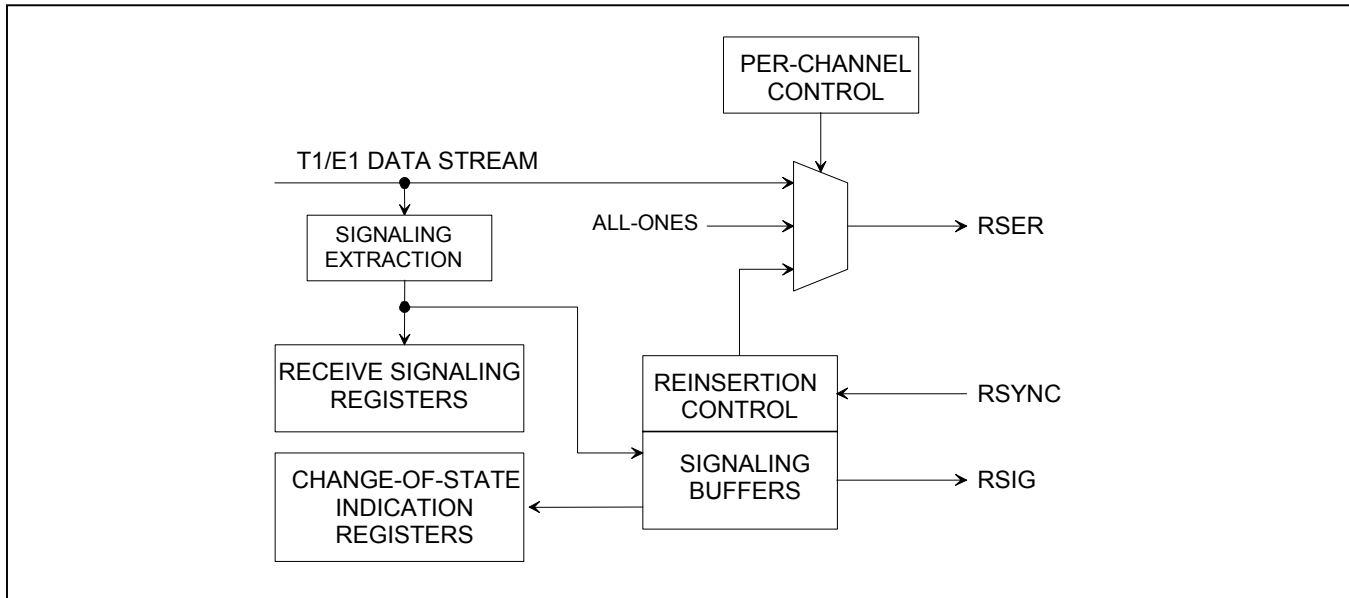 PER-CHANNEL
CONTROL
T1/E1 DATA STREAM
SIGNALING
EXTRACTION
ALL-ONES
RSER
RECEIVE SIGNALING
REGISTERS
REINSERTION
CONTROL
RSYNC
CHANGE-OF-STATE
INDICATION
REGISTERS
SIGNALING
BUFFERS
RSIG